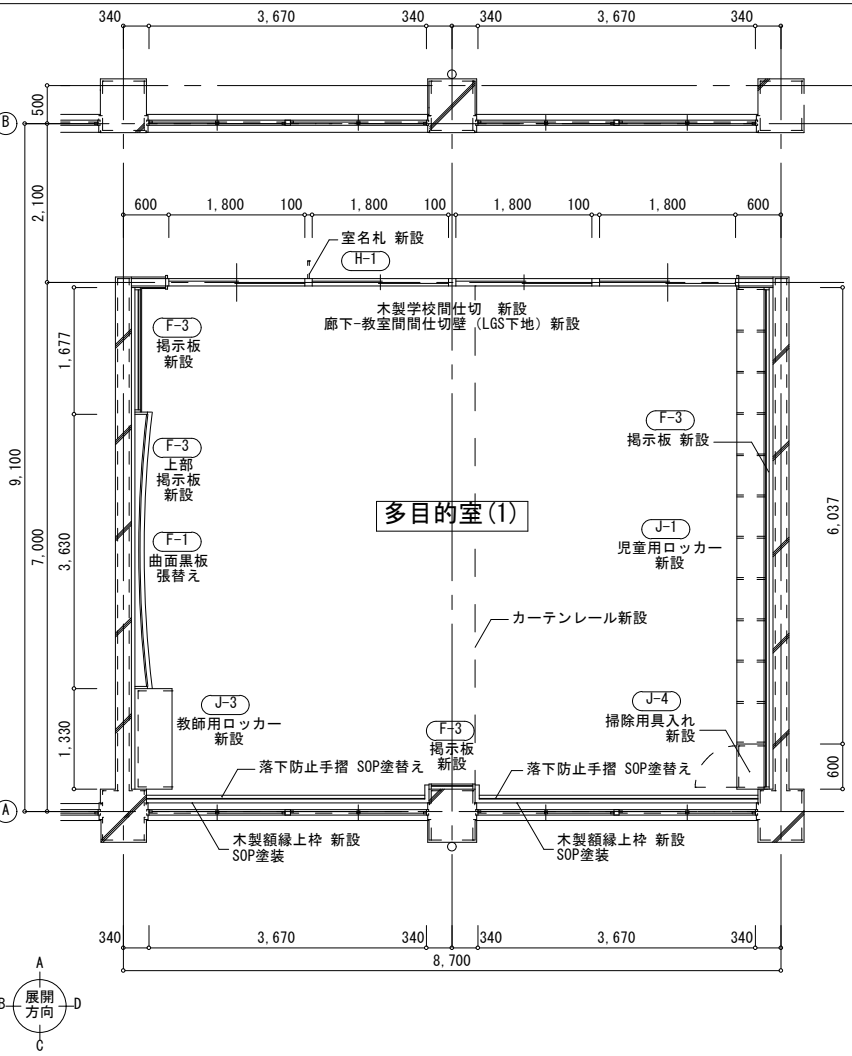 340 3,670 340 340 3,670 340
500
B
2,100
600 1,800 100 1,800 100 1,800 100 1,800 600
室名札 新設
H-1
木製学校間仕切 新設
廊下-教室間間仕切壁 (LGS下地) 新設
F-3
掲示板
新設
1,677
F-3
掲示板 新設
F-3
上部
掲示板
新設
9,100
7,000
3,630
6,037
多目的室(1)
F-1
曲面黒板
張替え
J-1
児童用ロッカー
新設
カーテンレール新設
J-3
教師用ロッカー
新設
J-4
掃除用具入れ
新設
F-3
掲示板
新設
1,330
600
落下防止手摺 SOP塗替え
落下防止手摺 SOP塗替え
A
木製額縁上枠 新設
SOP塗装
木製額縁上枠 新設
SOP塗装
340 3,670 340 340 3,670 340
8,700
A
B 展開 D
方向
C